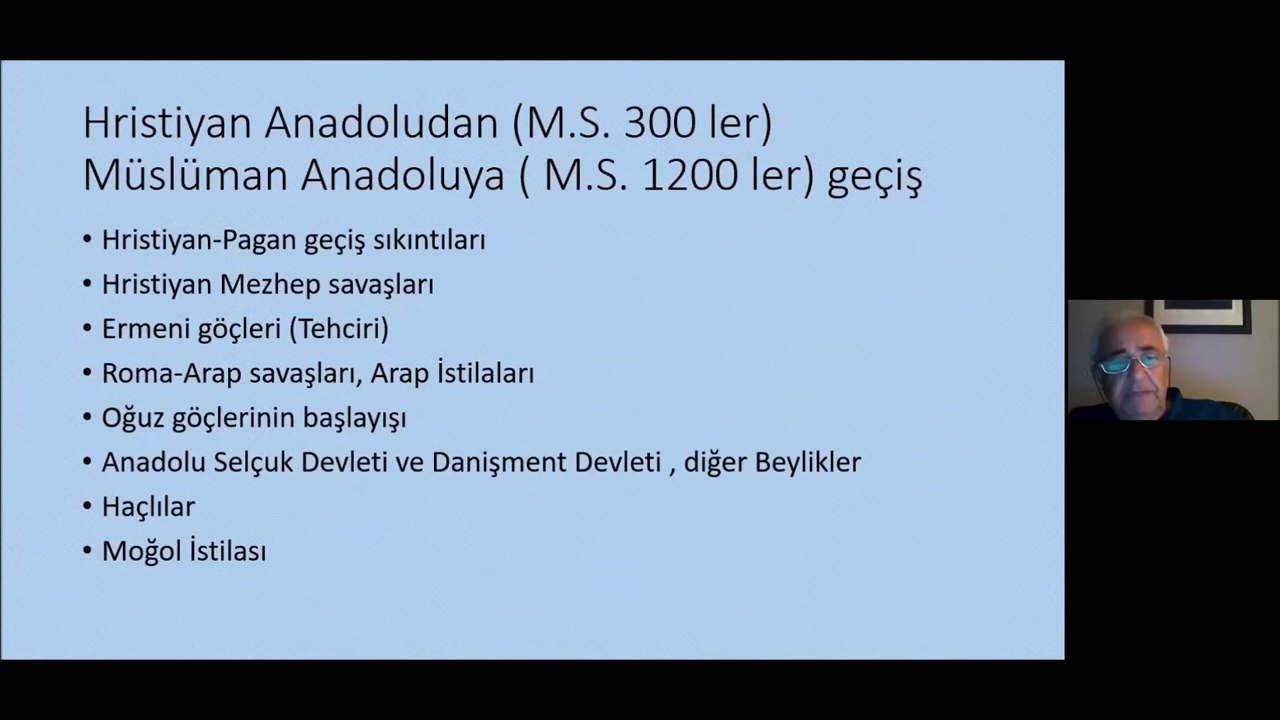 Hristiyan Anadoludan (M.S. 300 ler)
Müslüman Anadoluya ( M.S. 1200 ler) geçiş
• Hristiyan-Pagan geçiş sıkıntıları
• Hristiyan Mezhep savaşları
• Ermeni göçleri (Tehciri)
• Roma-Arap savaşları, Arap İstilaları
• Oğuz göçlerinin başlayışı
• Anadolu Selçuk Devleti ve Danişment Devleti , diğer Beylikler
• Haçlılar
• Moğol İstilası